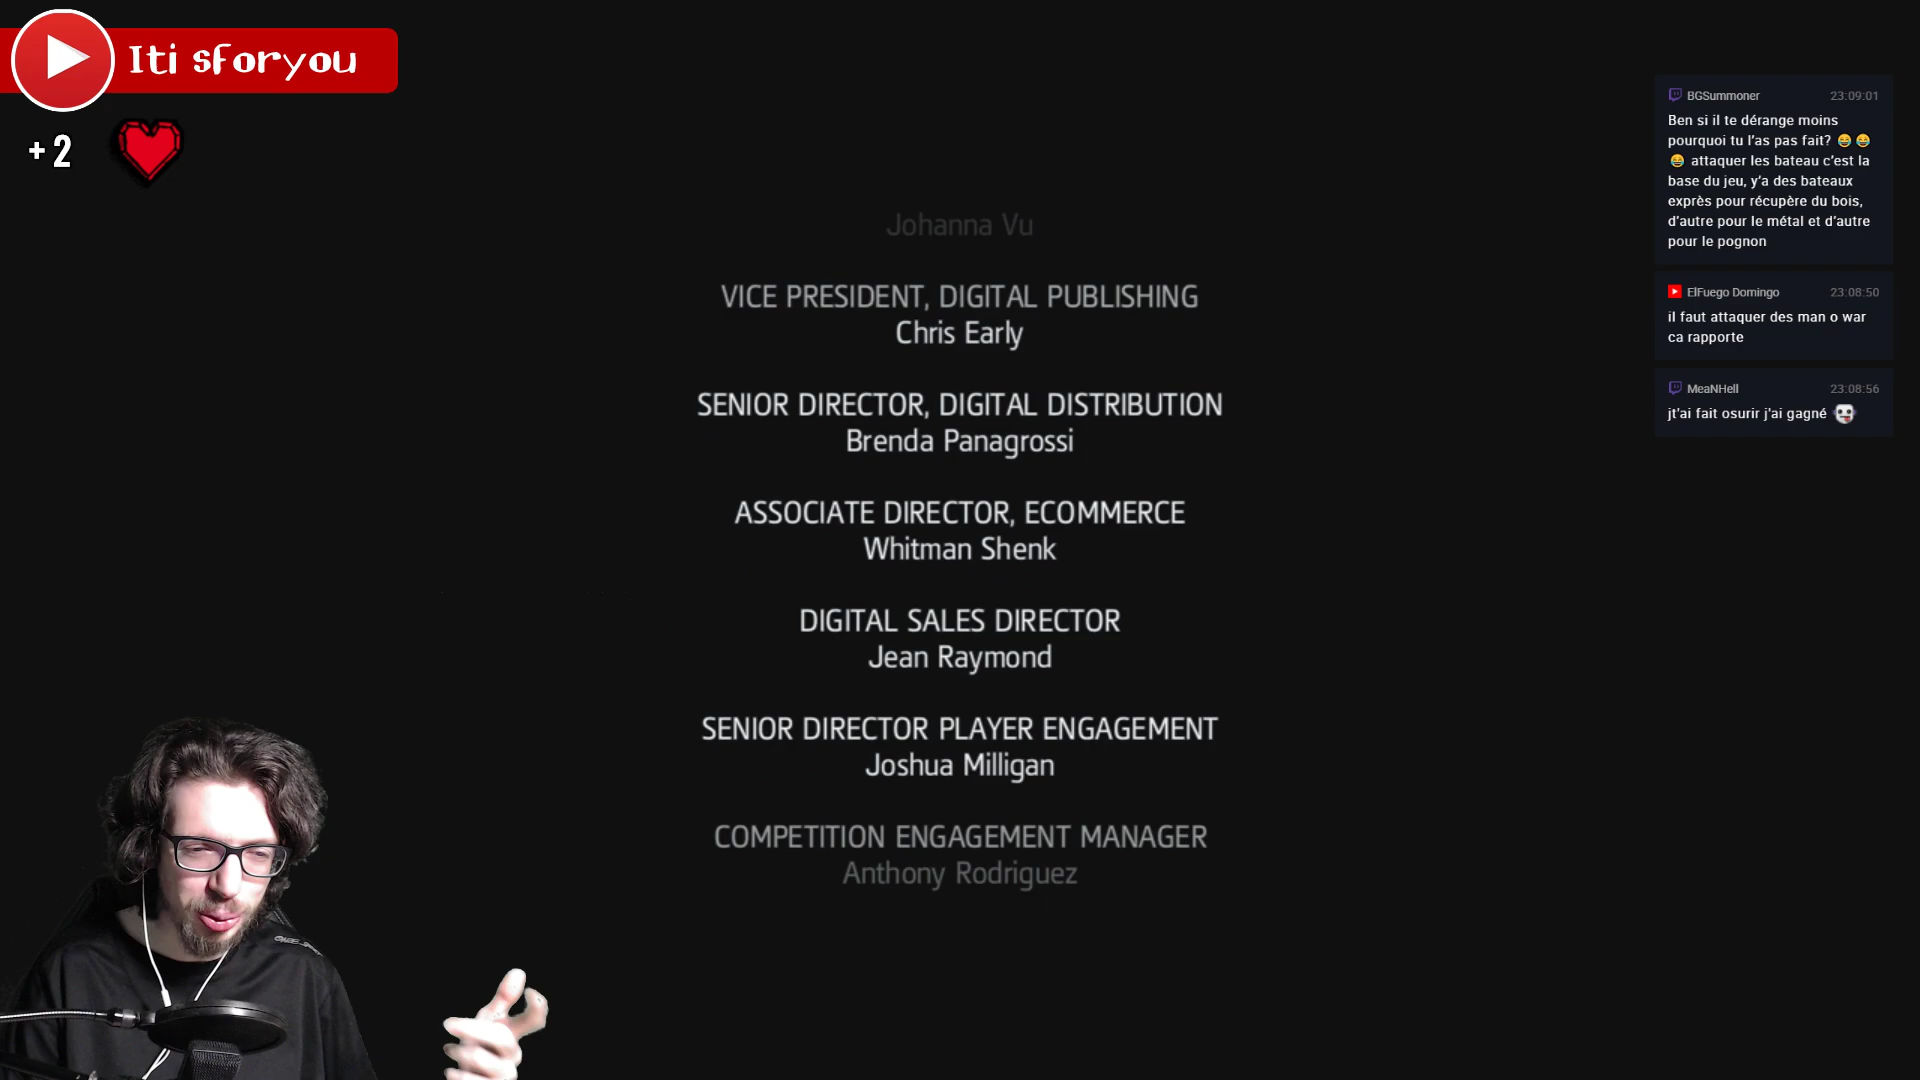 Iti sforyou
+2
Johanna Vu
VICE PRESIDENT, DIGITAL PUBLISHING
Chris Early
SENIOR DIRECTOR, DIGITAL DISTRIBUTION
Brenda Panagrossi
ASSOCIATE DIRECTOR, ECOMMERCE
Whitman Shenk
DIGITAL SALES DIRECTOR
Jean Raymond
SENIOR DIRECTOR PLAYER ENGAGEMENT
Joshua Milligan
COMPETITION ENGAGEMENT MANAGER
Anthony Rodriguez
BGSummoner 23:09:01
Ben si il te dérange moins
pourquoi tu l'as pas fait? 😂 😂
😂 attaquer les bateau c'est la
base du jeu, y'a des bateaux
exprès pour récupère du bois,
d'autre pour le métal et d'autre
pour le pognon
ElFuego Domingo 23:08:50
il faut attaquer des man o war
ca rapporte
MeaNHell 23:08:56
jt'ai fait osurir j'ai gagné